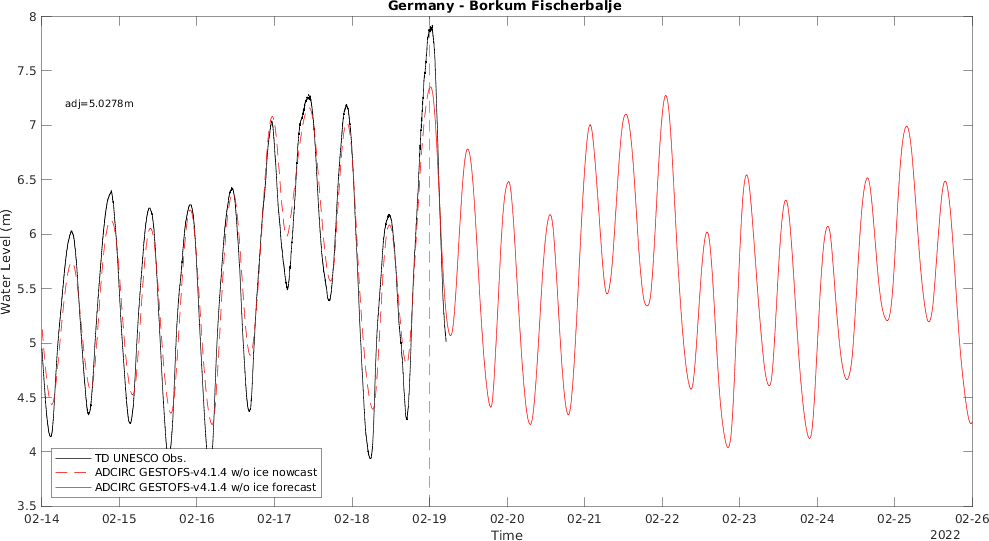 Germany - Borkum Fischerbalje
8
7.5
7
6.5
6
5.5
5
4.5
4
3.5
Water Level (m)
adj=5.0278m
TD UNESCO Obs.
ADCIRC GESTOFS-v4.1.4 w/o ice nowcast
ADCIRC GESTOFS-v4.1.4 w/o ice forecast
02-14 02-15 02-16 02-17 02-18 02-19 02-20 02-21 02-22 02-23 02-24 02-25 02-26
Time
2022